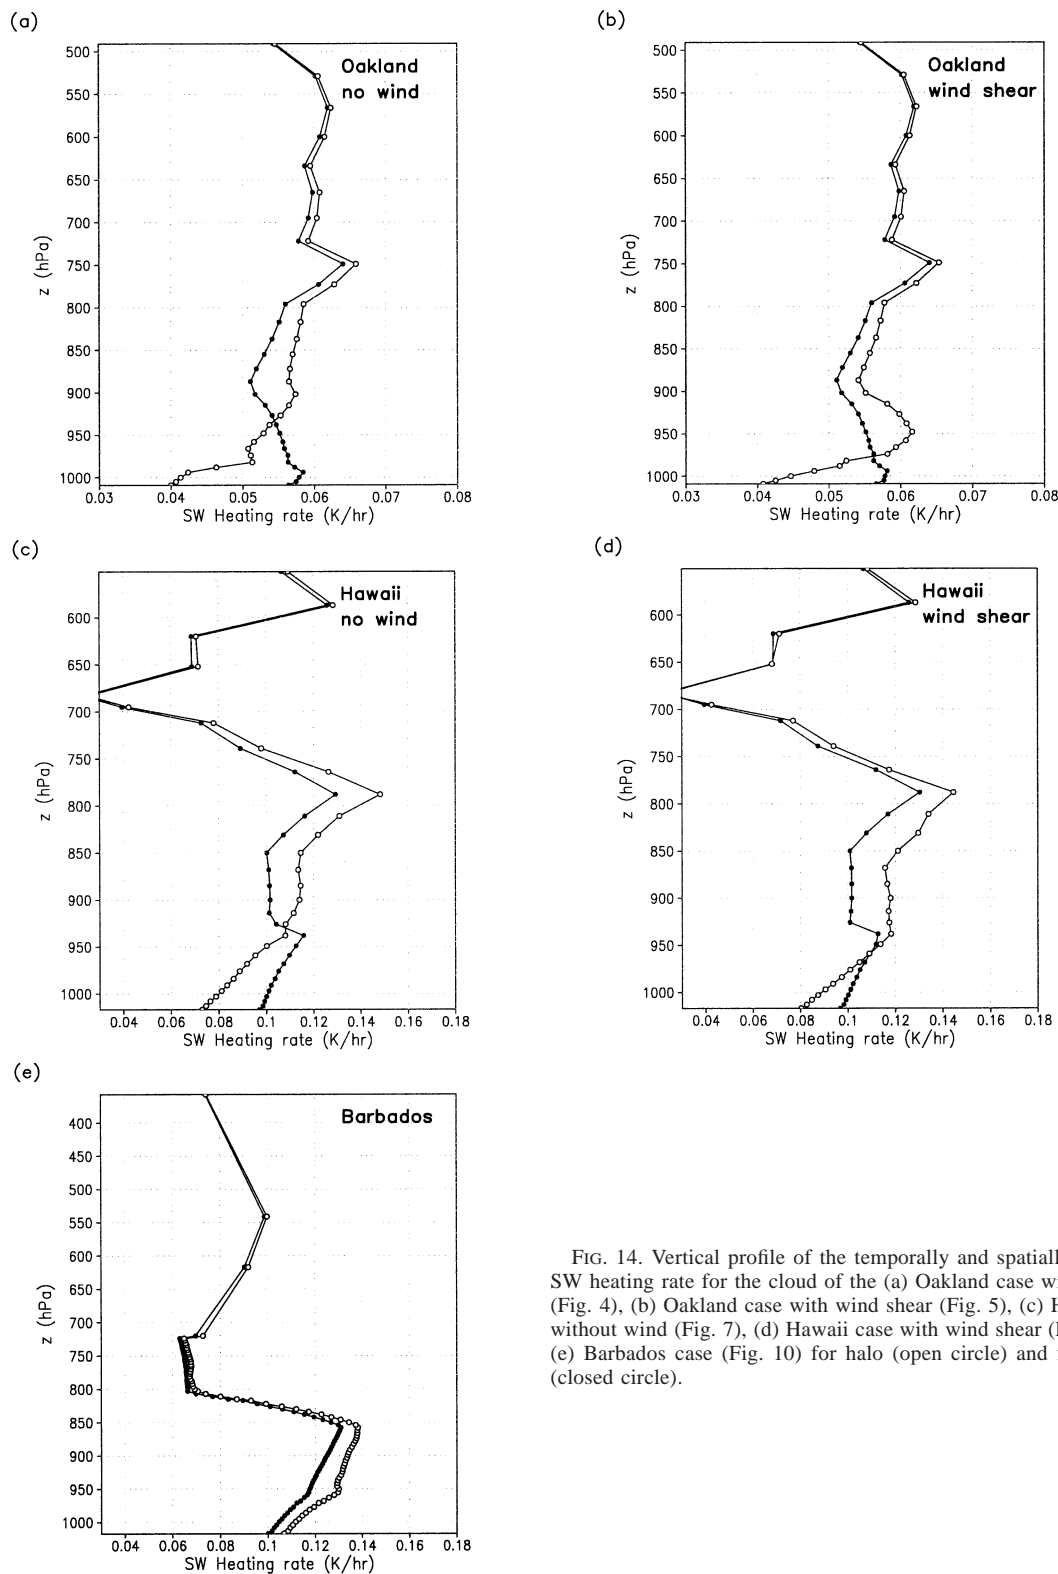 (a)
500
550
600
650
700
750
800
850
900
950
1000
z (hPa)
Oakland
no wind
0.03 0.04 0.05 0.06 0.07 0.08
SW Heating rate (K/hr)
(b)
500
550
600
650
700
750
800
850
900
950
1000
z (hPa)
Oakland
wind shear
0.03 0.04 0.05 0.06 0.07 0.08
SW Heating rate (K/hr)
(c)
600
650
700
750
800
850
900
950
1000
z (hPa)
Hawaii
no wind
0.04 0.06 0.08 0.1 0.12 0.14 0.16 0.18
SW Heating rate (K/hr)
(d)
600
650
700
750
800
850
900
950
1000
z (hPa)
Hawaii
wind shear
0.04 0.06 0.08 0.1 0.12 0.14 0.16 0.18
SW Heating rate (K/hr)
(e)
400
450
500
550
600
650
700
750
800
850
900
950
1000
z (hPa)
Barbados
0.04 0.06 0.08 0.1 0.12 0.14 0.16 0.18
SW Heating rate (K/hr)
FIG. 14. Vertical profile of the temporally and spatiall
SW heating rate for the cloud of the (a) Oakland case wi
(Fig. 4), (b) Oakland case with wind shear (Fig. 5), (c) H
without wind (Fig. 7), (d) Hawaii case with wind shear (
(e) Barbados case (Fig. 10) for halo (open circle) and
(closed circle).